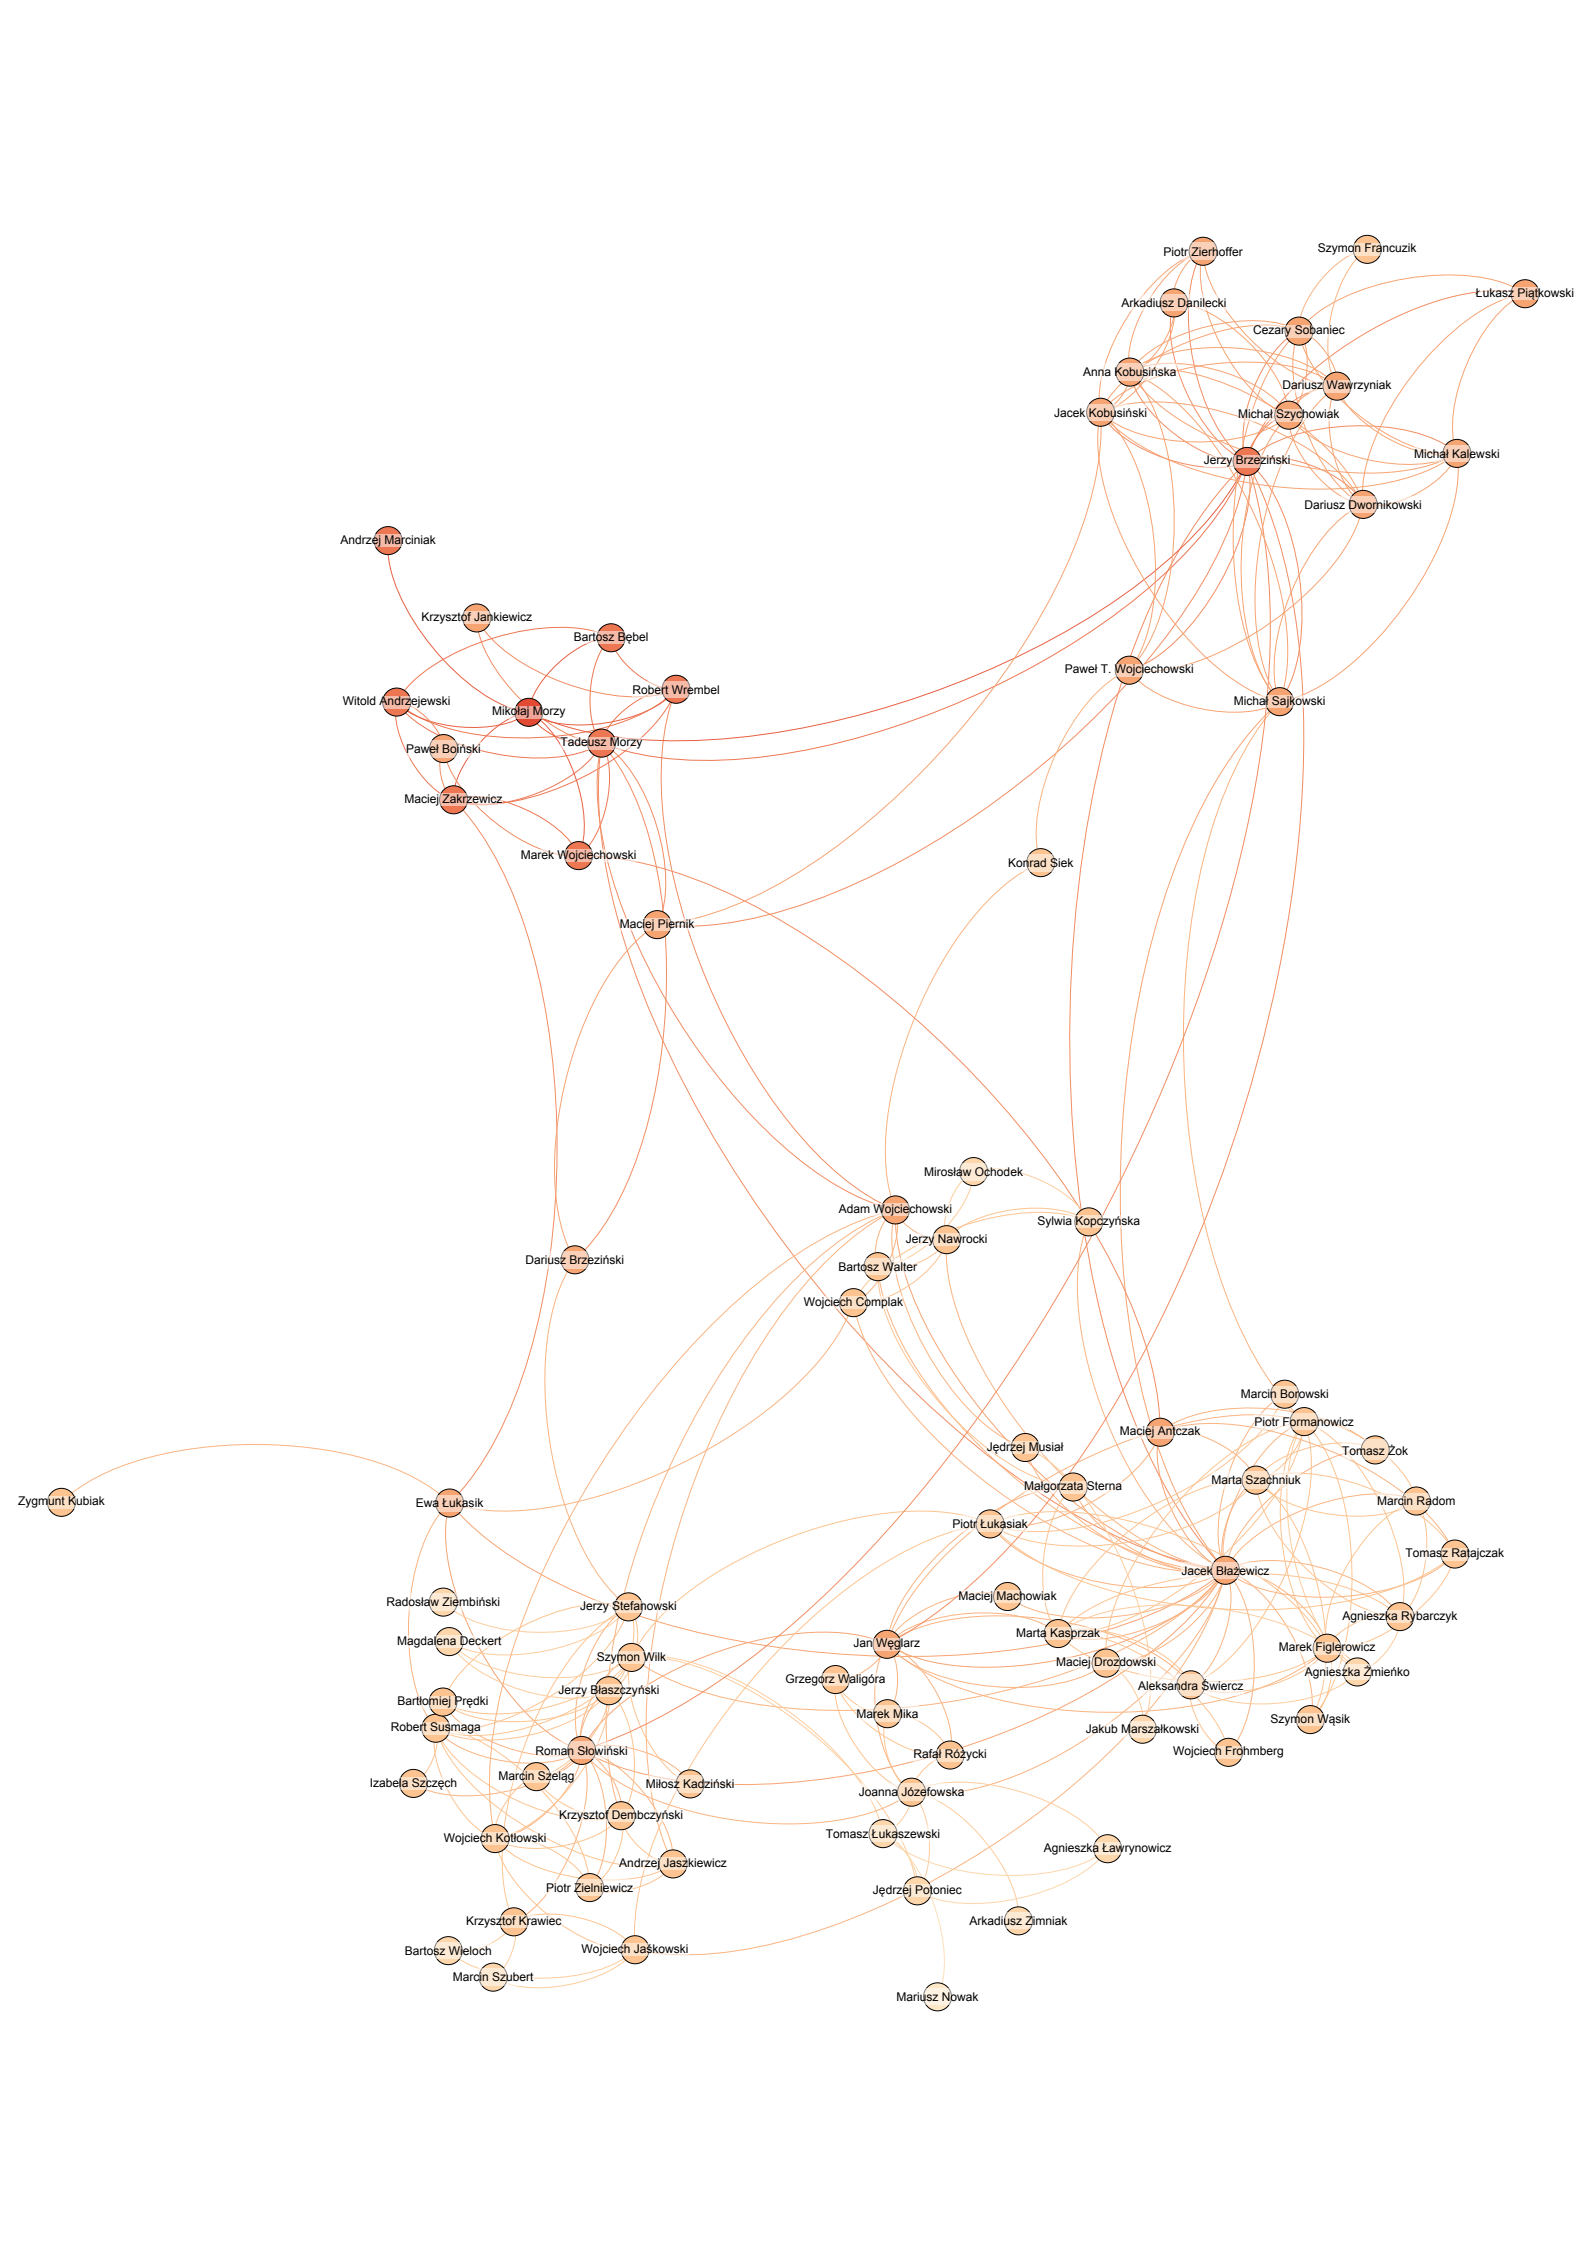 Szymon Francuzik
Piotr Zierhoffer
Łukasz Piątkowski
Arkadiusz Danilecki
Cezary Sobaniec
Anna Kobusińska
Dariusz Wawrzyniak
Jacek Kobusiński
Michał Szychowiak
Michał Kalewski
Jerzy Brzeziński
Dariusz Dwornikowski
Andrzej Marciniak
Krzysztof Jankiewicz
Bartosz Bębel
Paweł T. Wojciechowski
Robert Wrembel
Witold Andrzejewski
Michał Sajkowski
Mikołaj Morzy
Tadeusz Morzy
Paweł Boiński
Maciej Zakrzewicz
Marek Wojciechowski
Konrad Siek
Maciej Piernik
Mirosław Ochodek
Adam Wojciechowski
Sylwia Kopczyńska
Jerzy Nawrocki
Dariusz Brzeziński
Bartosz Walter
Wojciech Complak
Marcin Borowski
Piotr Formanowicz
Maciej Antczak
Jędrzej Musiał
Tomasz Żok
Marta Szachniuk
Małgorzata Sterna
Zygmunt Kubiak
Ewa Łukasik
Marcin Radom
Piotr Łukasiak
Tomasz Ratajczak
Jacek Błażewicz
Maciej Machowiak
Radosław Ziembiński
Jerzy Stefanowski
Agnieszka Rybarczyk
Marta Kasprzak
Magdalena Deckert
Jan Węglarz
Marek Figlerowicz
Szymon Wilk
Maciej Drozdowski
Agnieszka Żmieńko
Grzegorz Waligóra
Aleksandra Świercz
Jerzy Błaszczyński
Bartłomiej Prędki
Marek Mika
Szymon Wąsik
Robert Susmaga
Jakub Marszałkowski
Roman Słowiński
Wojciech Frohmberg
Rafał Różycki
Marcin Szeląg
Izabela Szczęch
Miłosz Kadziński
Joanna Józefowska
Krzysztof Dembczyński
Tomasz Łukaszewski
Wojciech Kotłowski
Agnieszka Ławrynowicz
Andrzej Jaszkiewicz
Piotr Zielniewicz
Jędrzej Potoniec
Krzysztof Krawiec
Arkadiusz Zimniak
Wojciech Jaśkowski
Bartosz Wieloch
Marcin Szubert
Mariusz Nowak